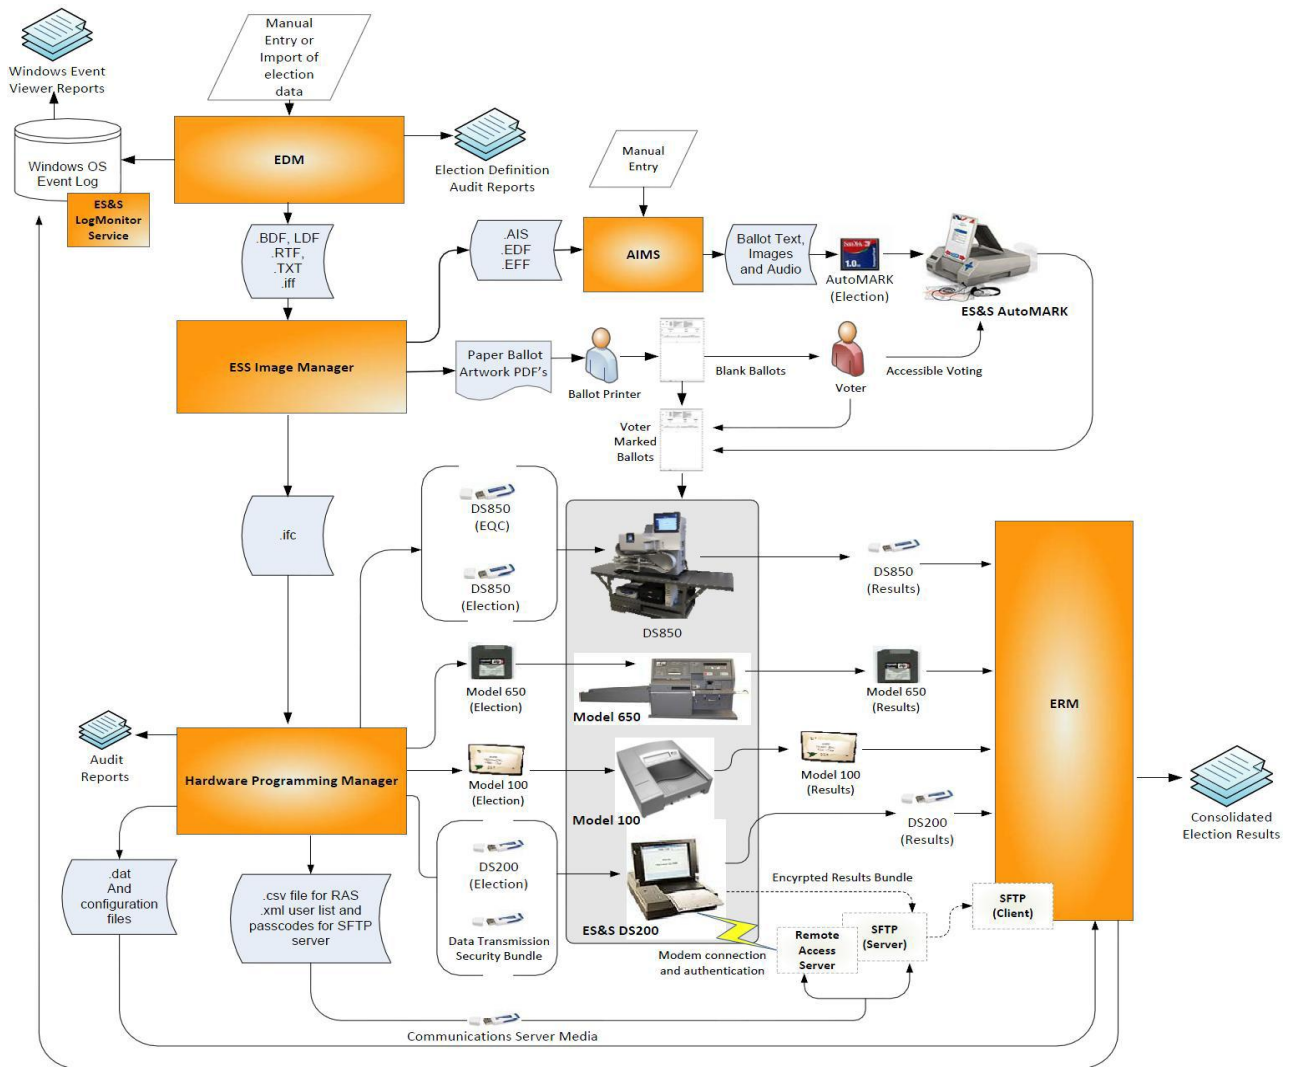 Manual
Entry or
Import of
election
data
Windows Event
Viewer Reports
Windows OS
Event Log
ES&S
LogMonitor
Service
EDM
Election Definition
Audit Reports
Manual
Entry
.BDF, LDF
.RTF,
.TXT
.iff
.AIS
.EDF
.EFF
AIMS
Ballot Text,
Images
and Audio
SanDisk
AutoMARK
(Election)
ES&S AutoMARK
ESS Image Manager
Paper Ballot
Artwork PDF's
Ballot Printer
Blank Ballots
Voter
Accessible Voting
Voter
Marked
Ballots
.ifc
DS850
(EQC)
DS850
(Election)
DS850
DS850
(Results)
Model 650
(Election)
Model 650
Model 650
(Results)
ERM
Audit
Reports
Hardware Programming Manager
Model 100
(Election)
Model 100
Model 100
(Results)
Consolidated
Election Results
DS200
(Results)
.dat
And
configuration
files
.csv file for RAS
.xml user list and
passcodes for SFTP
server
DS200
(Election)
Data Transmission
Security Bundle
ES&S DS200
Encyrpted Results Bundle
SFTP
(Client)
Remote
Access
Server
SFTP
(Server)
Modem connection
and authentication
Communications Server Media